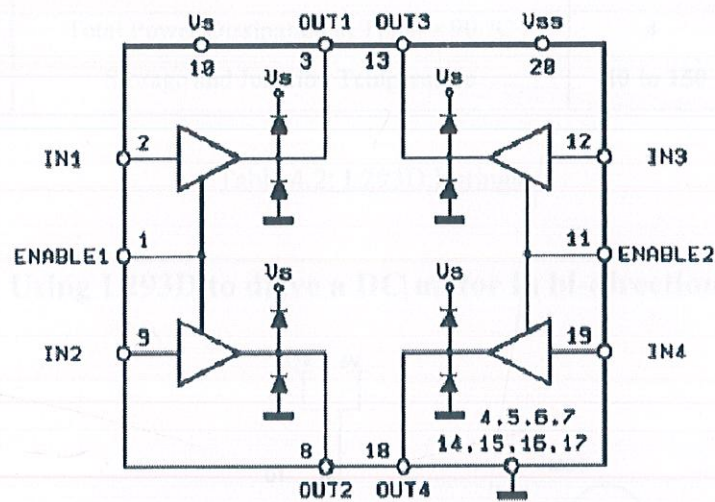 Vs OUT1 OUT3 Vss
10 3 13 20
Vs Vs
IN1 2 12 IN3
ENABLE1 1 11 ENABLE2
Vs Vs
IN2 9 19 IN4
4,5,6,7
8 18 14,15,16,17
OUT2 OUT4